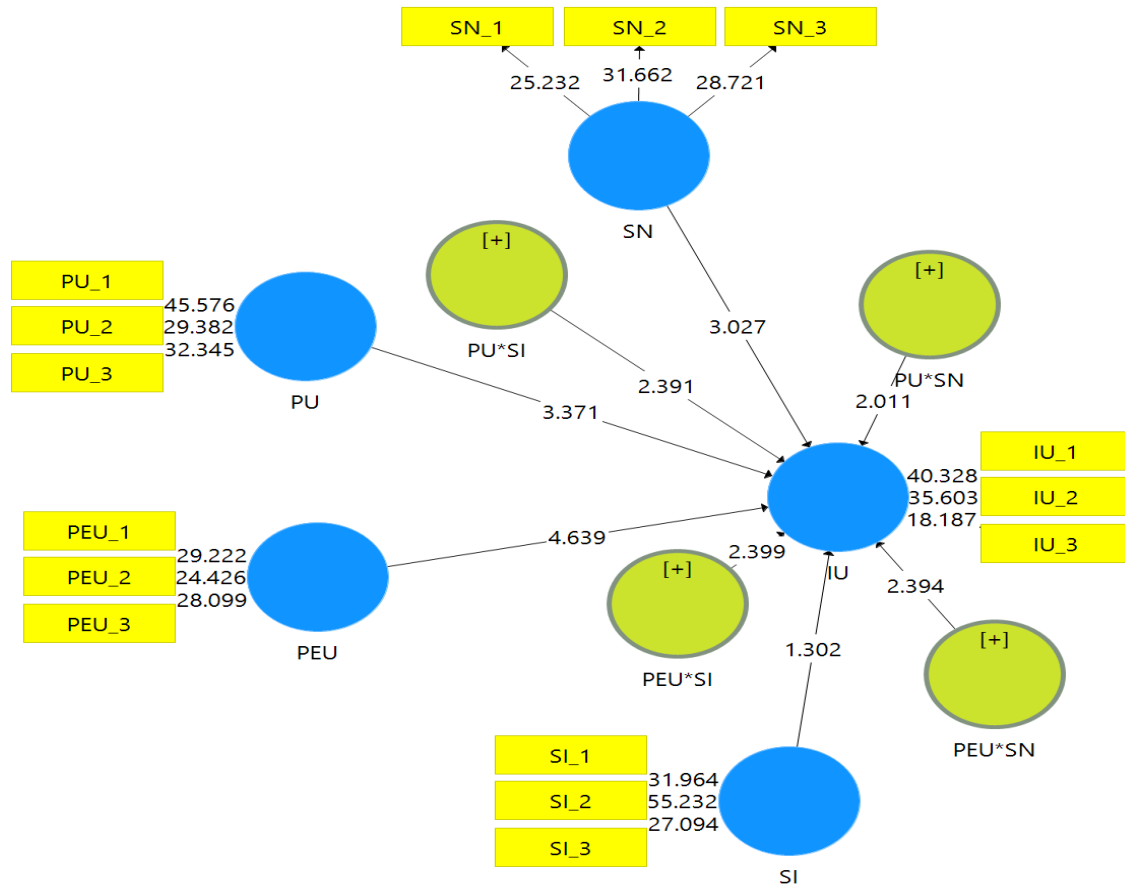 SN_1 SN_2 SN_3
25.232 31.662 28.721
SN
[+]
PU*SI
[+]
PU*SN
PU_1
PU_2
PU_3
45.576
29.382
32.345
PU
3.027
2.391
2.011
3.371
IU_1
IU_2
IU_3
40.328
35.603
18.187
IU
PEU_1
PEU_2
PEU_3
29.222
24.426
28.099
PEU
4.639
2.399
[+]
PEU*SI
2.394
[+]
PEU*SN
1.302
SI_1
SI_2
SI_3
31.964
55.232
27.094
SI